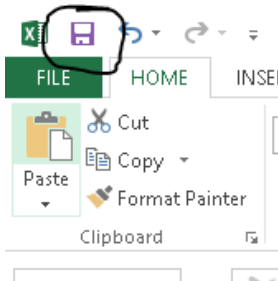 FILE HOME INSE
Cut
Copy
Paste
Format Painter
Clipboard